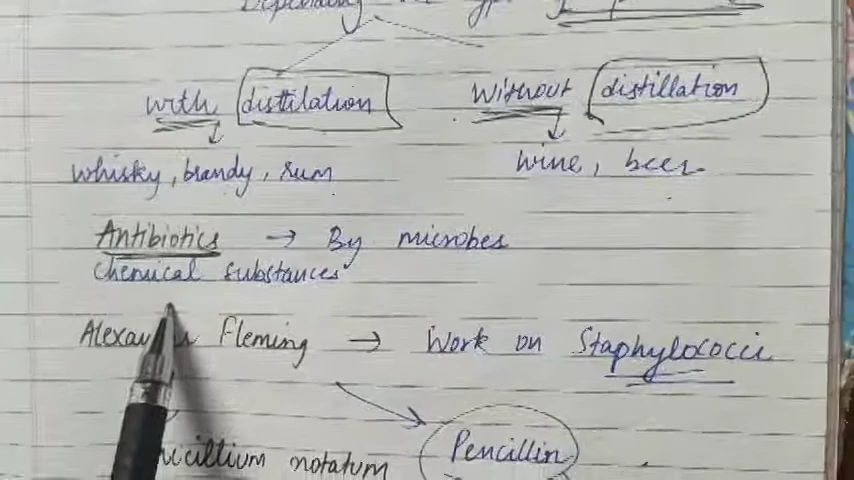 Depending
with distillation without distillation
whisky, brandy, rum wine, beer
Antibiotics → By microbes
Chemical substances
Fleming → Work on Staphylococci
notatum Pencillin